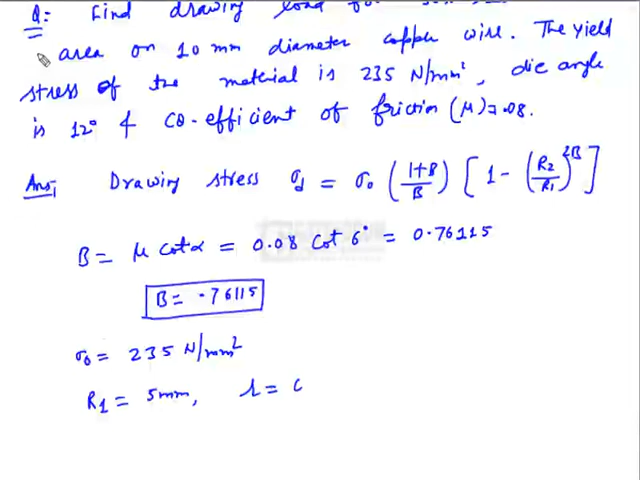 Q:- Find drawing load for
area on 10 mm diameter copper wire. The yield
stress of the material is 235 N/mm², die angle
is 12° & co-efficient of friction (μ) = .08.
Ans, Drawing stress σd = σ0 (1+B/B) [1 - (R2/R1)^2B]
B = μ cotα = 0.08 cot 6° = 0.76115
B = .76115
σ0 = 235 N/mm²
R1 = 5mm, r =